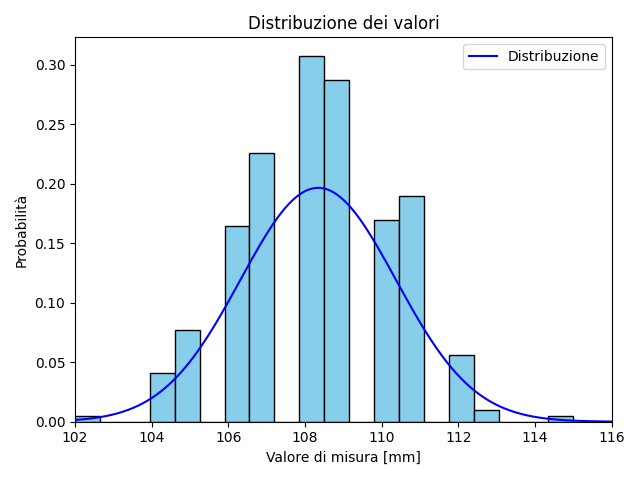 Distribuzione dei valori
Distribuzione
Probabilità
0.30
0.25
0.20
0.15
0.10
0.05
0.00
102 104 106 108 110 112 114 116
Valore di misura [mm]